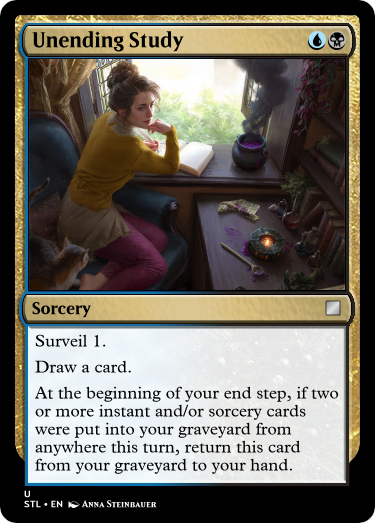 Unending Study
Sorcery
Surveil 1.
Draw a card.
At the beginning of your end step, if two
or more instant and/or sorcery cards
were put into your graveyard from
anywhere this turn, return this card
from your graveyard to your hand.
U
STL • EN Anna Steinbauer